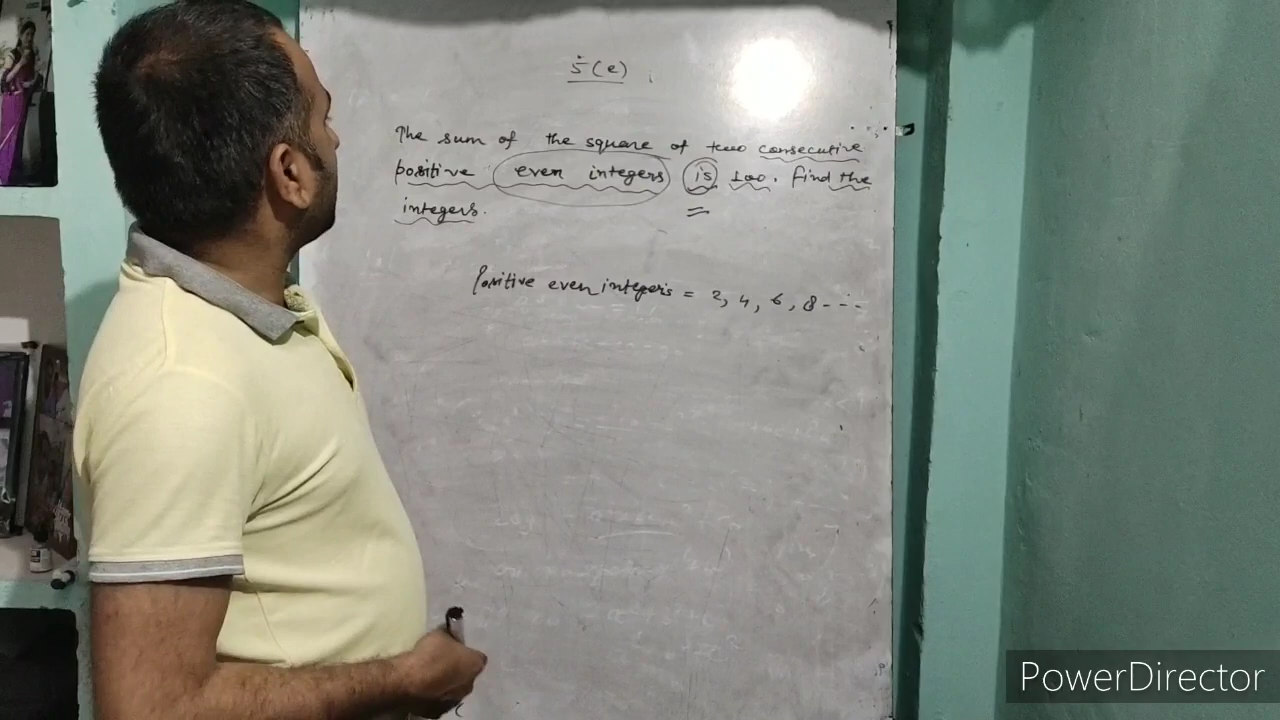 5(e)
The sum of the square of two consecutive
positive even integers is 100. find the
integers.
Positive even integers = 2, 4, 6, 8 - - -
PowerDirector